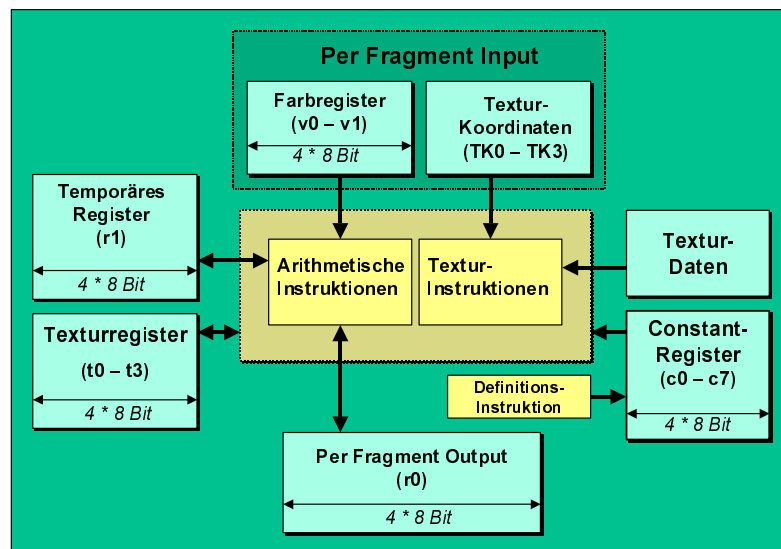 Per Fragment Input
Farbregister
(v0 – v1)
4 * 8 Bit
Textur-
Koordinaten
(TK0 – TK3)
Temporäres
Register
(r1)
4 * 8 Bit
Arithmetische
Instruktionen
Textur-
Instruktionen
Textur-
Daten
Texturregister
(t0 – t3)
4 * 8 Bit
Constant-
Register
(c0 – c7)
4 * 8 Bit
Definitions-
Instruktion
Per Fragment Output
(r0)
4 * 8 Bit